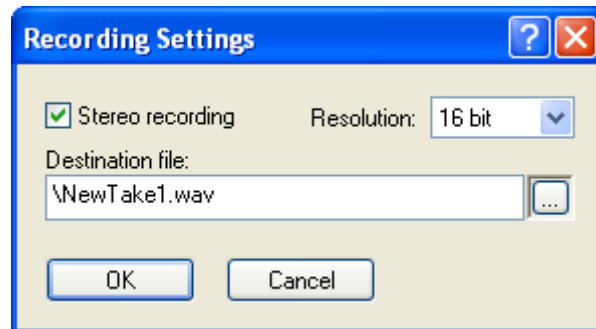 Recording Settings ?
Stereo recording Resolution: 16 bit
Destination file:
\NewTake1.wav ...
OK Cancel